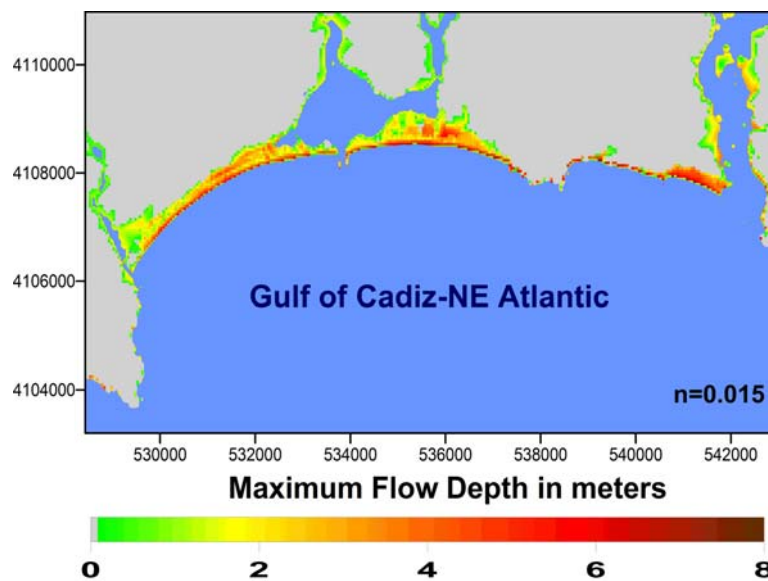 4110000
4108000
4106000
4104000
Gulf of Cadiz-NE Atlantic
n=0.015
530000 532000 534000 536000 538000 540000 542000
Maximum Flow Depth in meters
0 2 4 6 8